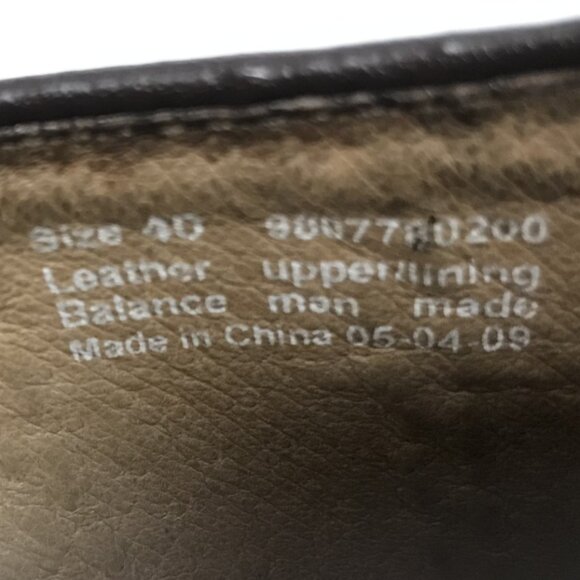 Size 40
Leather upper/lining
Balance man made
Made in China 05-04-09